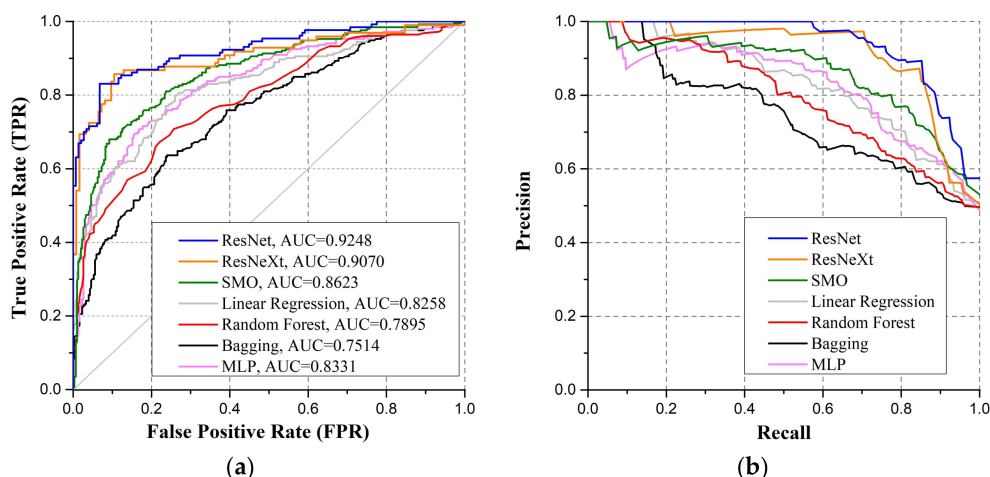 1.0
0.8
0.6
0.4
0.2
0.0
True Positive Rate (TPR)
ResNet, AUC=0.9248
ResNeXt, AUC=0.9070
SMO, AUC=0.8623
Linear Regression, AUC=0.8258
Random Forest, AUC=0.7895
Bagging, AUC=0.7514
MLP, AUC=0.8331
0.0 0.2 0.4 0.6 0.8 1.0
False Positive Rate (FPR)
(a)
1.0
0.8
0.6
0.4
0.2
0.0
Precision
ResNet
ResNeXt
SMO
Linear Regression
Random Forest
Bagging
MLP
0.0 0.2 0.4 0.6 0.8 1.0
Recall
(b)